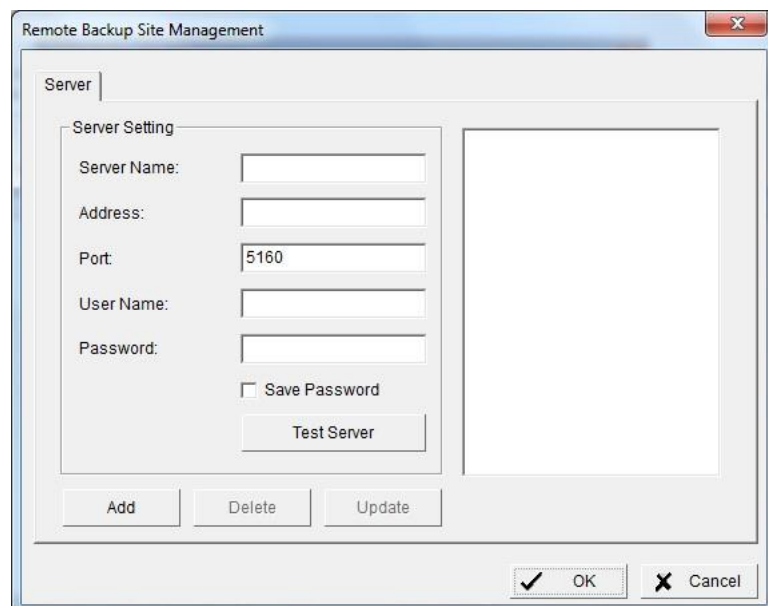 Remote Backup Site Management
Server
Server Setting
Server Name:
Address:
Port: 5160
User Name:
Password:
Save Password
Test Server
Add Delete Update
OK Cancel